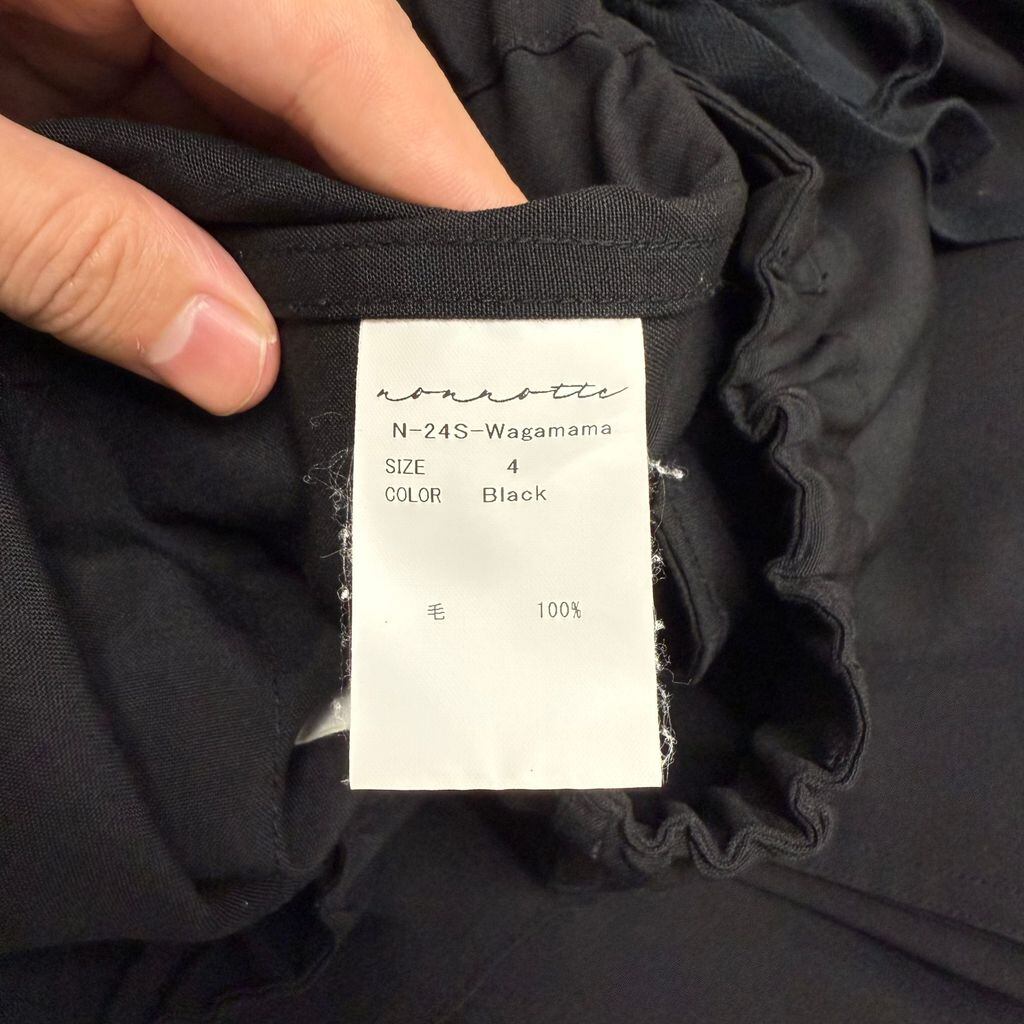 nonnotte
N-24S-Wagamama
SIZE 4
COLOR Black
毛 100%